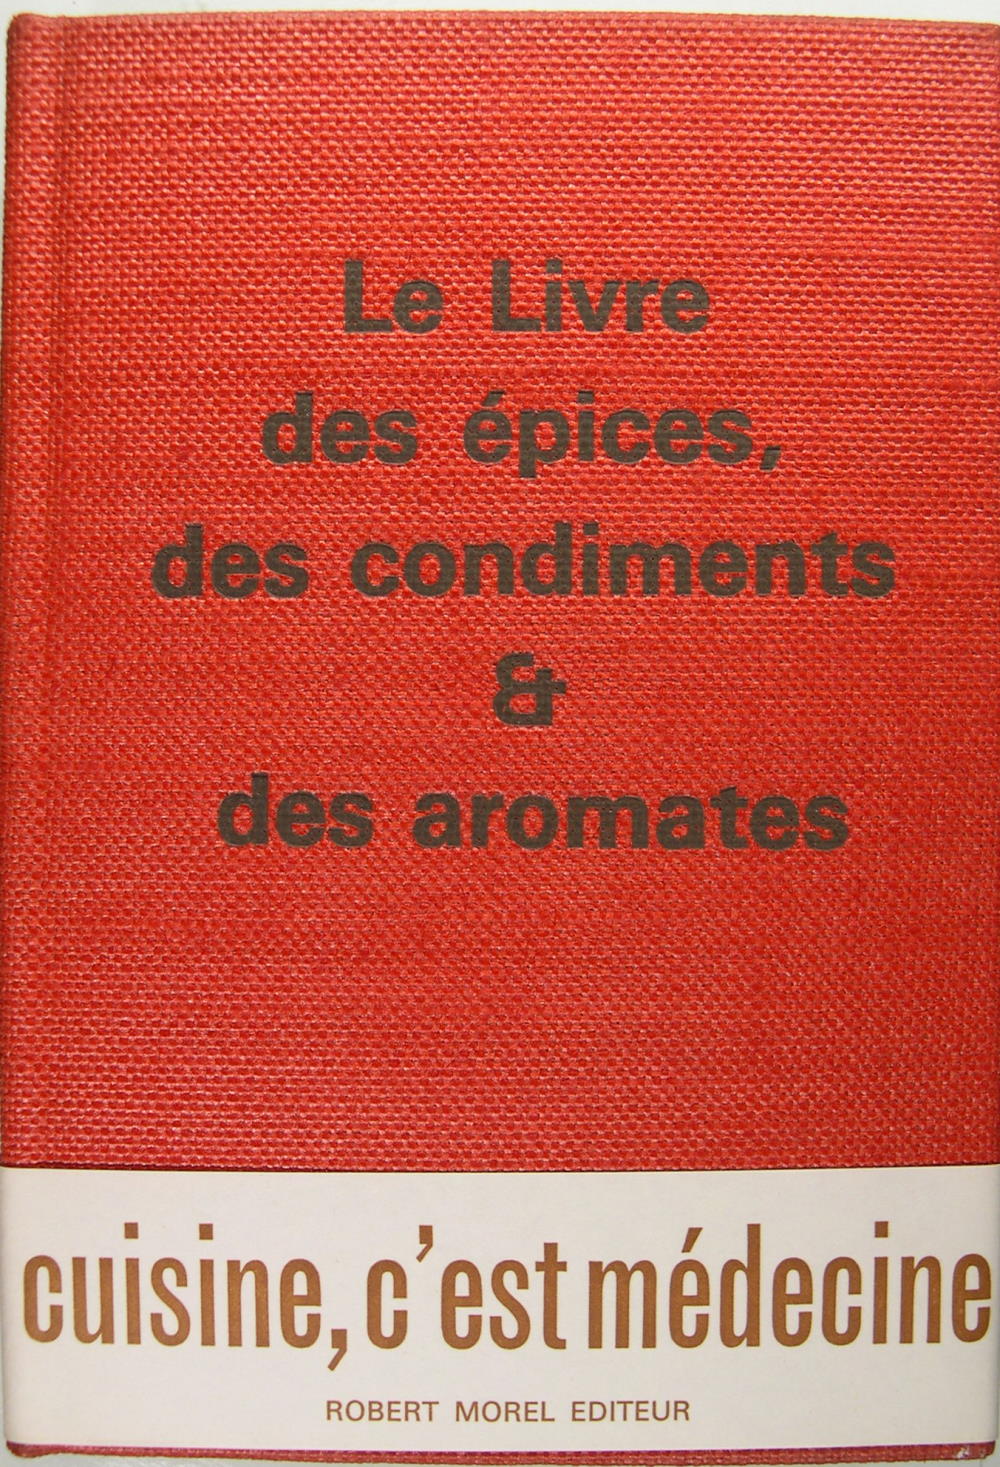 Le Livre
des épices,
des condiments
&
des aromates
cuisine, c'est médecine
ROBERT MOREL EDITEUR